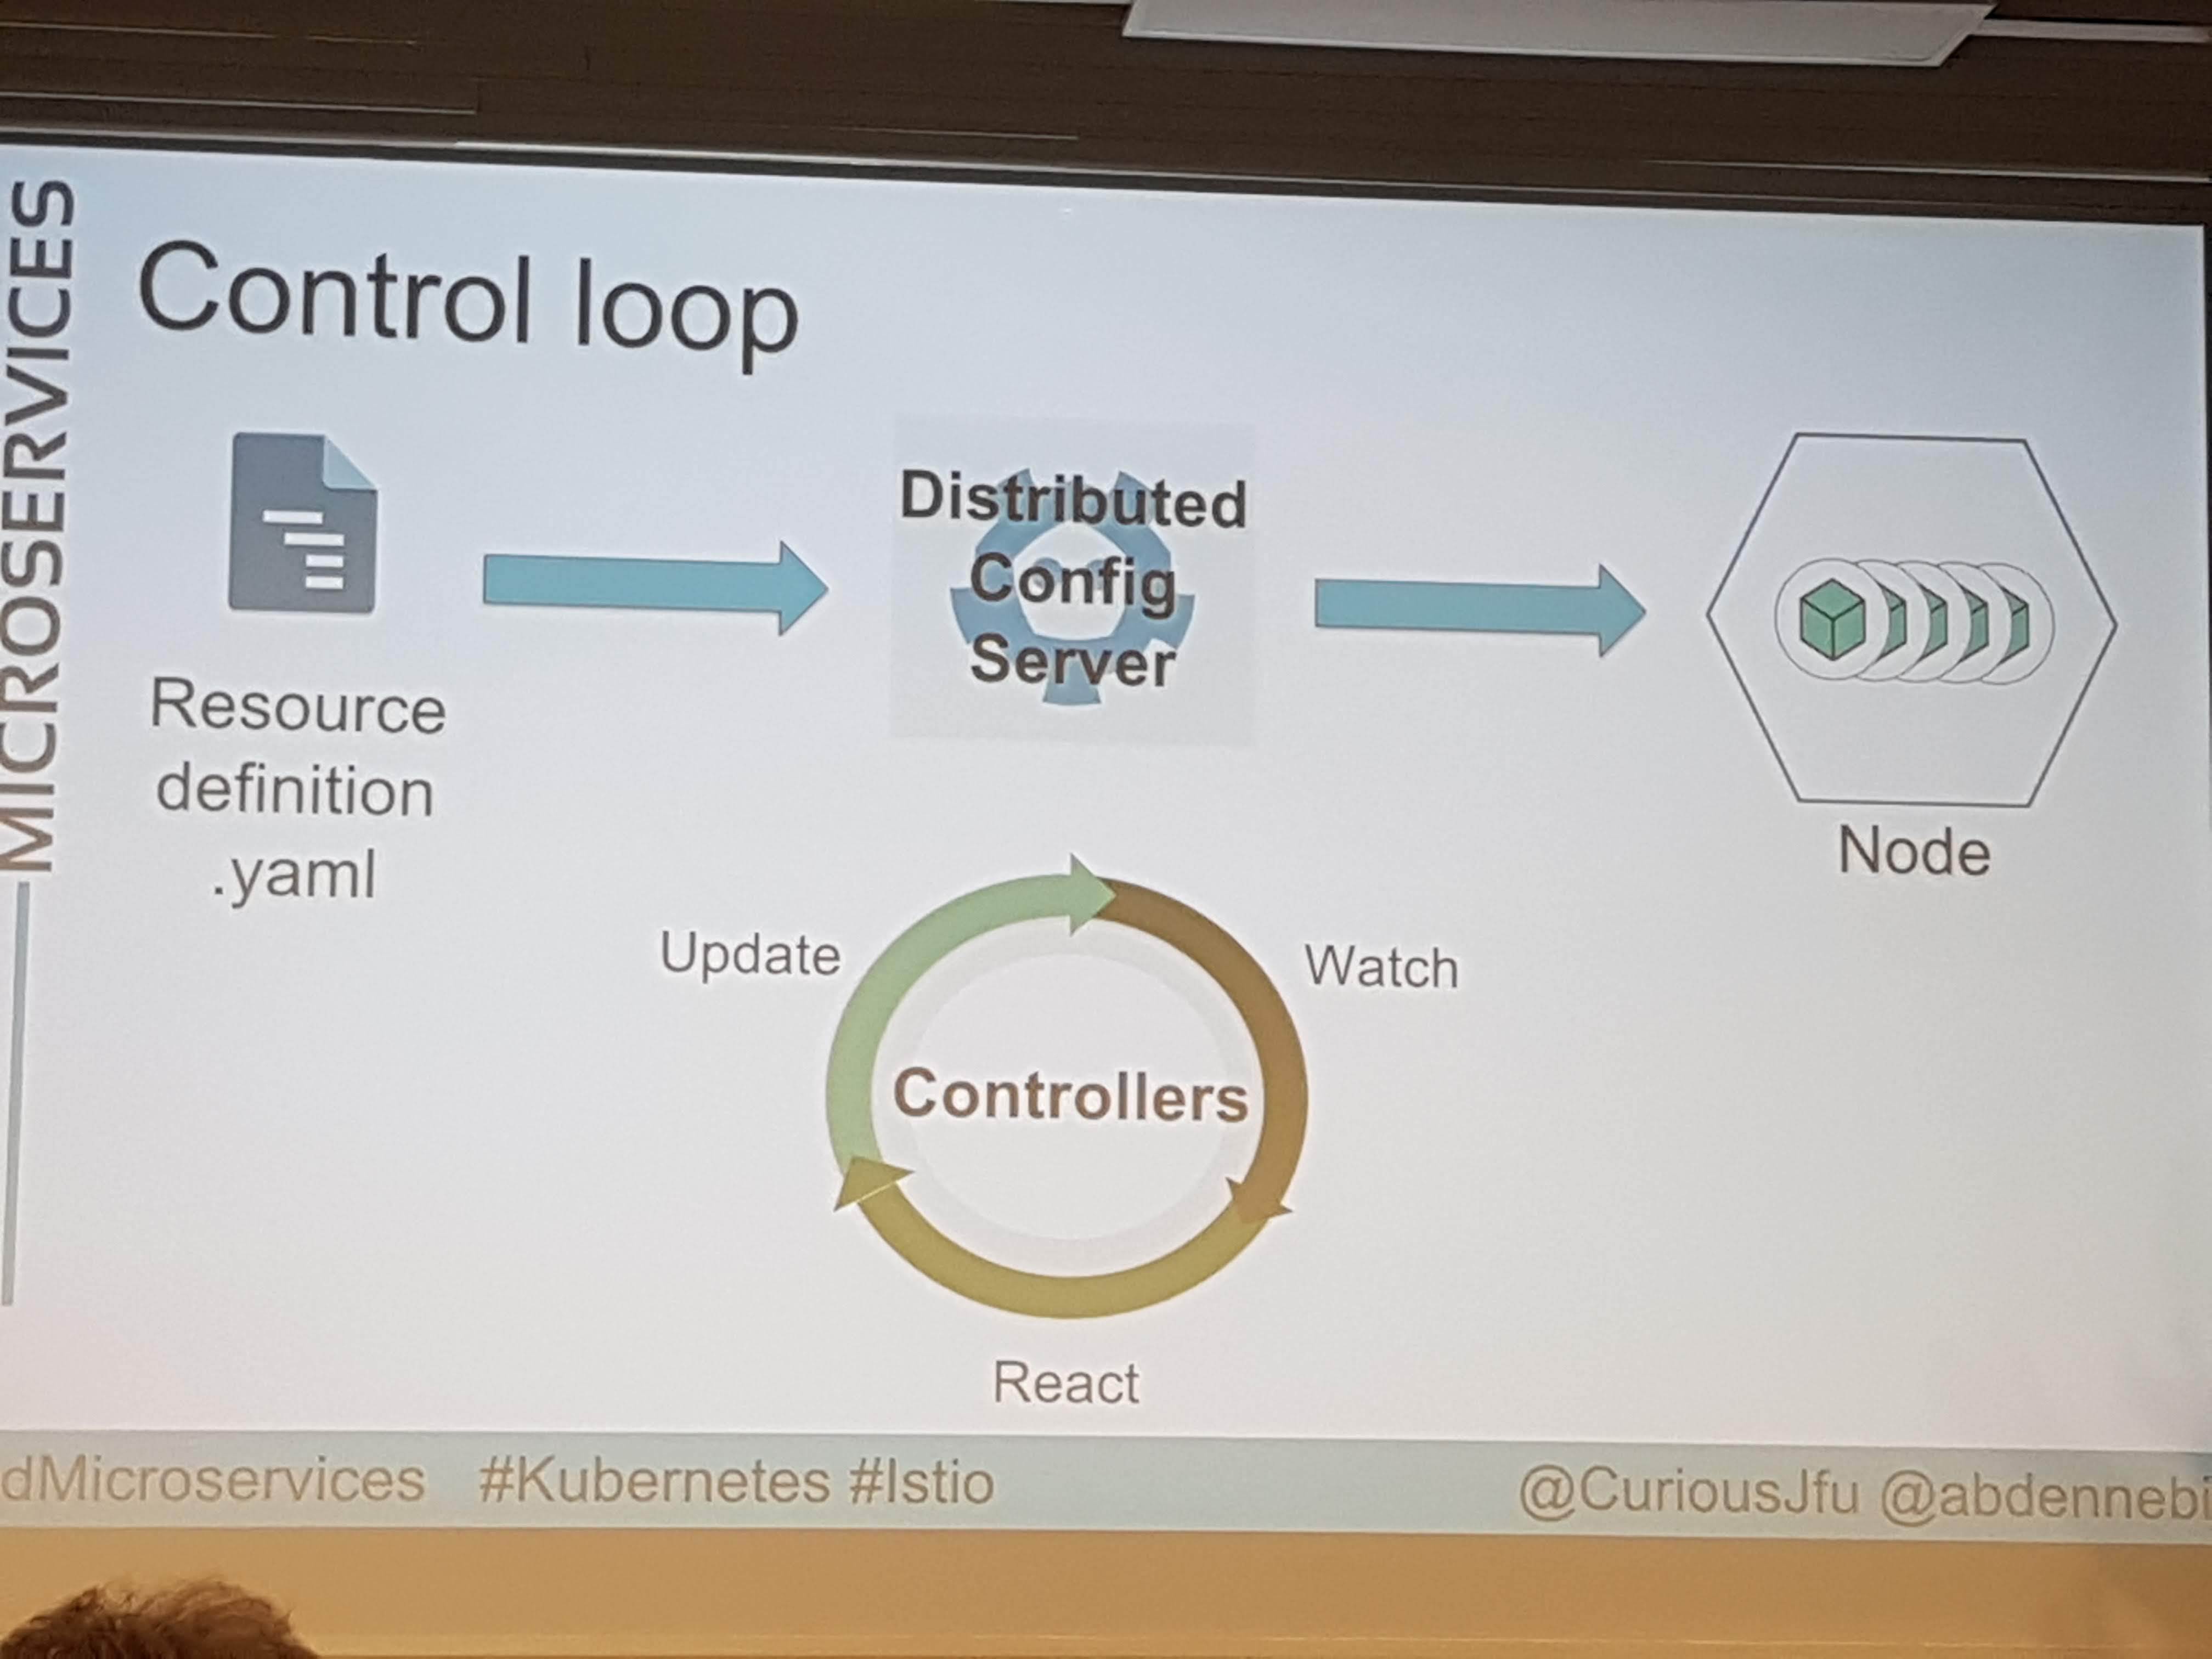 MICROSERVICES
Control loop
Resource
definition
.yaml
Distributed
Config
Server
Node
Update
Watch
Controllers
React
dMicroservices #Kubernetes #Istio
@CuriousJfu @abdennebi